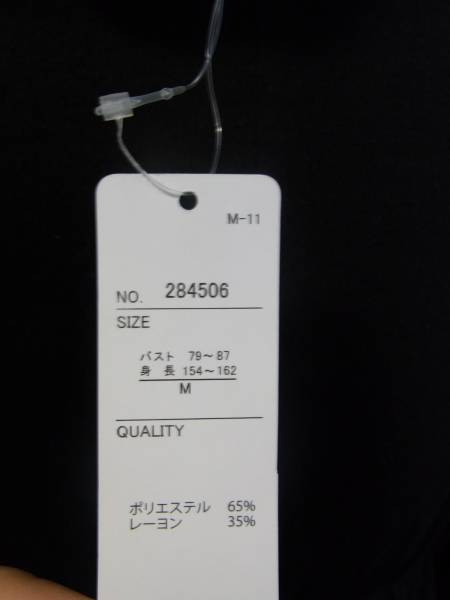 M-11
NO. 284506
SIZE
バスト 79～87
身長 154～162
M
QUALITY
ポリエステル 65%
レーヨン 35%